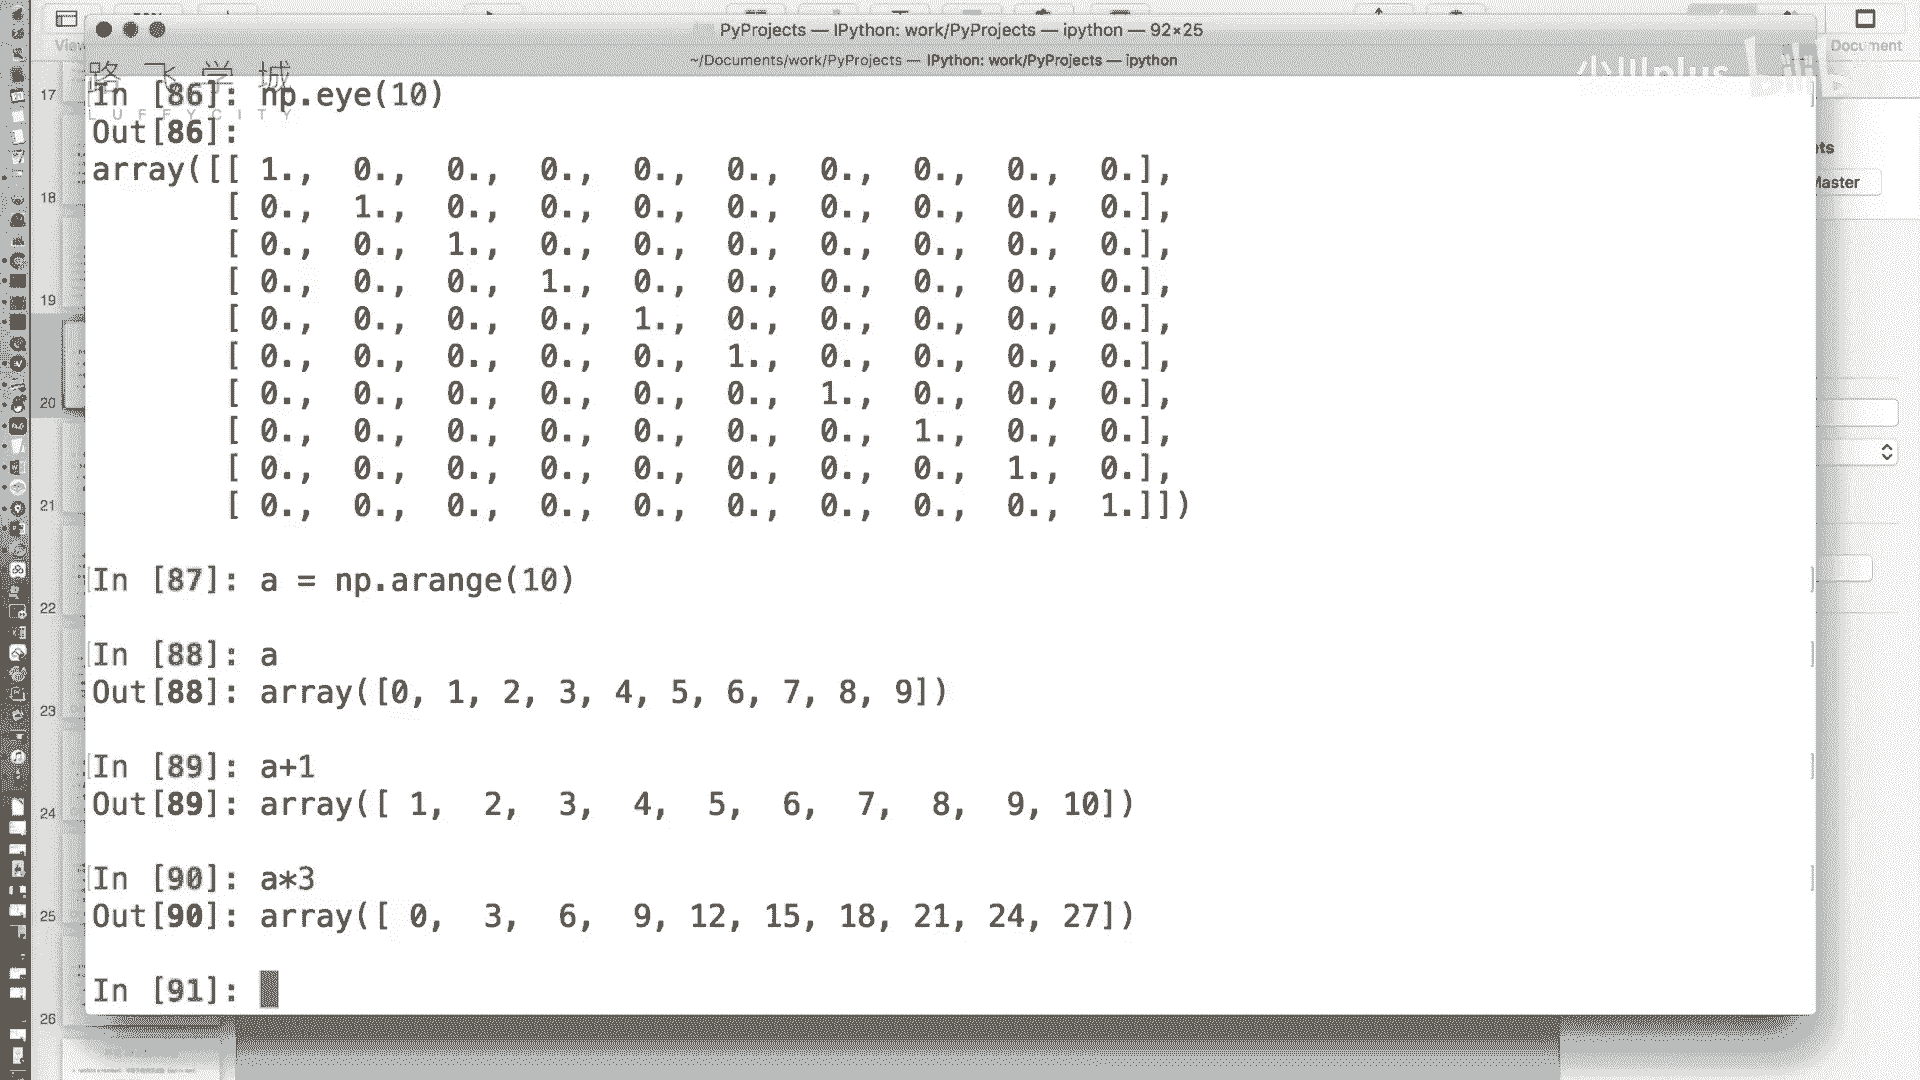 PyProjects — IPython: work/PyProjects — ipython — 92×25
~/Documents/work/PyProjects — IPython: work/PyProjects — ipython
Document
路飞学城
LUFFYCITY
小川plus
In [86]: np.eye(10)
Out[86]:
array([[ 1., 0., 0., 0., 0., 0., 0., 0., 0., 0.],
[ 0., 1., 0., 0., 0., 0., 0., 0., 0., 0.],
[ 0., 0., 1., 0., 0., 0., 0., 0., 0., 0.],
[ 0., 0., 0., 1., 0., 0., 0., 0., 0., 0.],
[ 0., 0., 0., 0., 1., 0., 0., 0., 0., 0.],
[ 0., 0., 0., 0., 0., 1., 0., 0., 0., 0.],
[ 0., 0., 0., 0., 0., 0., 1., 0., 0., 0.],
[ 0., 0., 0., 0., 0., 0., 0., 1., 0., 0.],
[ 0., 0., 0., 0., 0., 0., 0., 0., 1., 0.],
[ 0., 0., 0., 0., 0., 0., 0., 0., 0., 1.]])
In [87]: a = np.arange(10)
In [88]: a
Out[88]: array([0, 1, 2, 3, 4, 5, 6, 7, 8, 9])
In [89]: a+1
Out[89]: array([ 1, 2, 3, 4, 5, 6, 7, 8, 9, 10])
In [90]: a*3
Out[90]: array([ 0, 3, 6, 9, 12, 15, 18, 21, 24, 27])
In [91]:
17
18
19
20
21
22
23
24
25
26